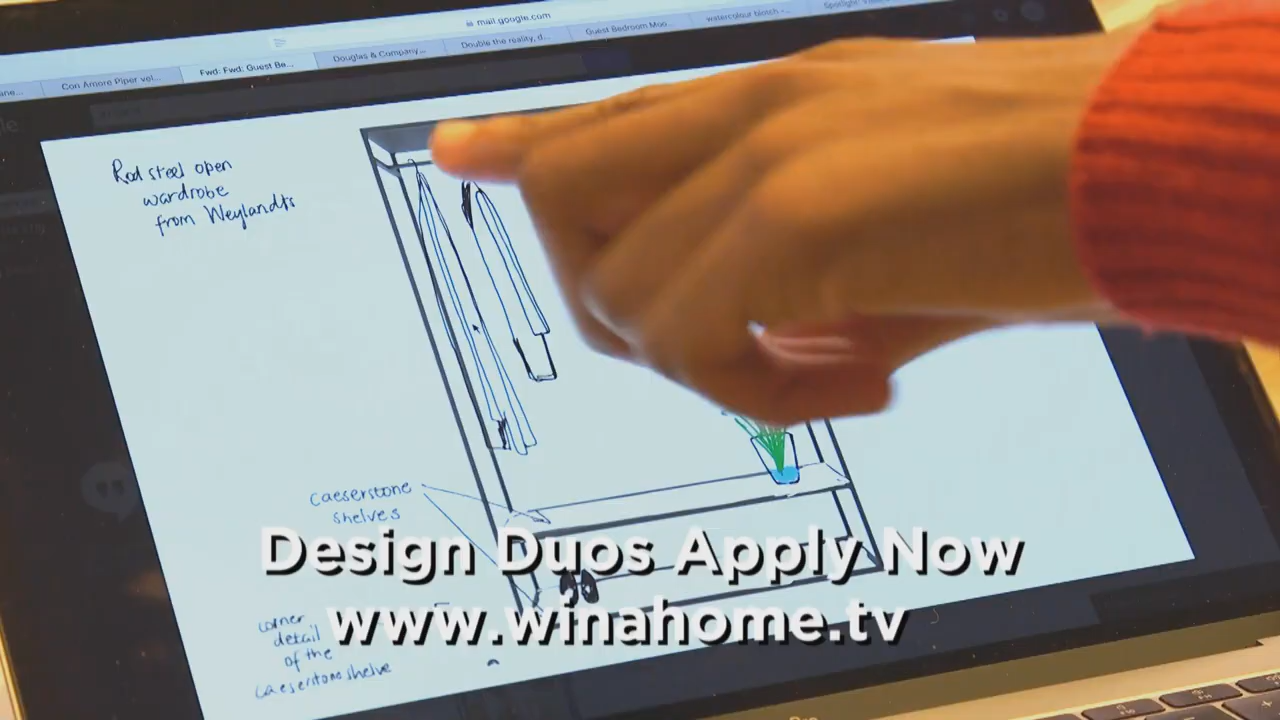 mail.google.com
Con Amore Piper vel...
Fwd: Fwd: Guest Be...
Douglas & Company...
Double the reality, d...
Guest Bedroom Moo...
watercolour blotch -...
Rod steel open
wardrobe
from Weylandts
caeserstone
shelves
Design Duos Apply Now
www.winahome.tv
corner
detail
of the
caeserstone shelve